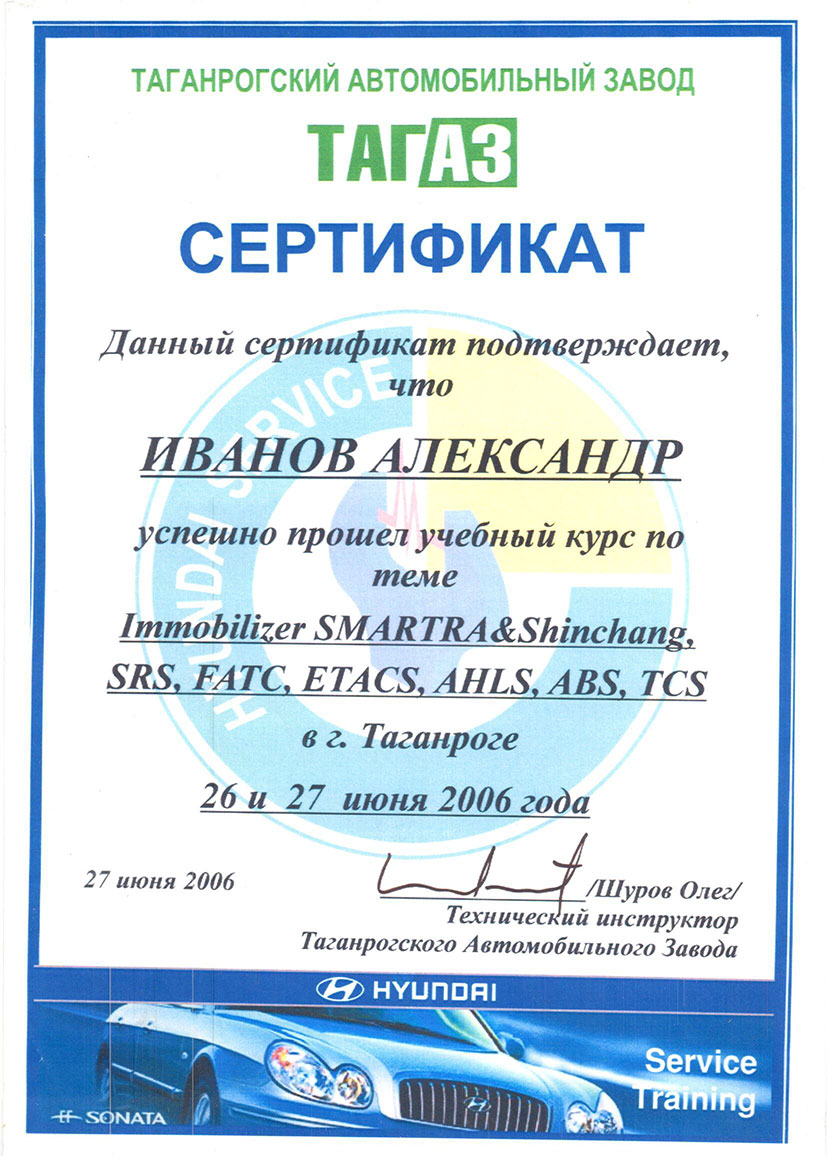 ТАГАНРОГСКИЙ АВТОМОБИЛЬНЫЙ ЗАВОД
ТАГАЗ
СЕРТИФИКАТ
Данный сертификат подтверждает,
что
HYUNDAI SERVICE
ИВАНОВ АЛЕКСАНДР
успешно прошел учебный курс по
теме
Immobilizer SMARTRA&Shinchang,
SRS, FATC, ETACS, AHLS, ABS, TCS
в г. Таганроге
26 и 27 июня 2006 года
27 июня 2006
/Шуров Олег/
Технический инструктор
Таганрогского Автомобильного Завода
HYUNDAI
Service
Training
EF SONATA